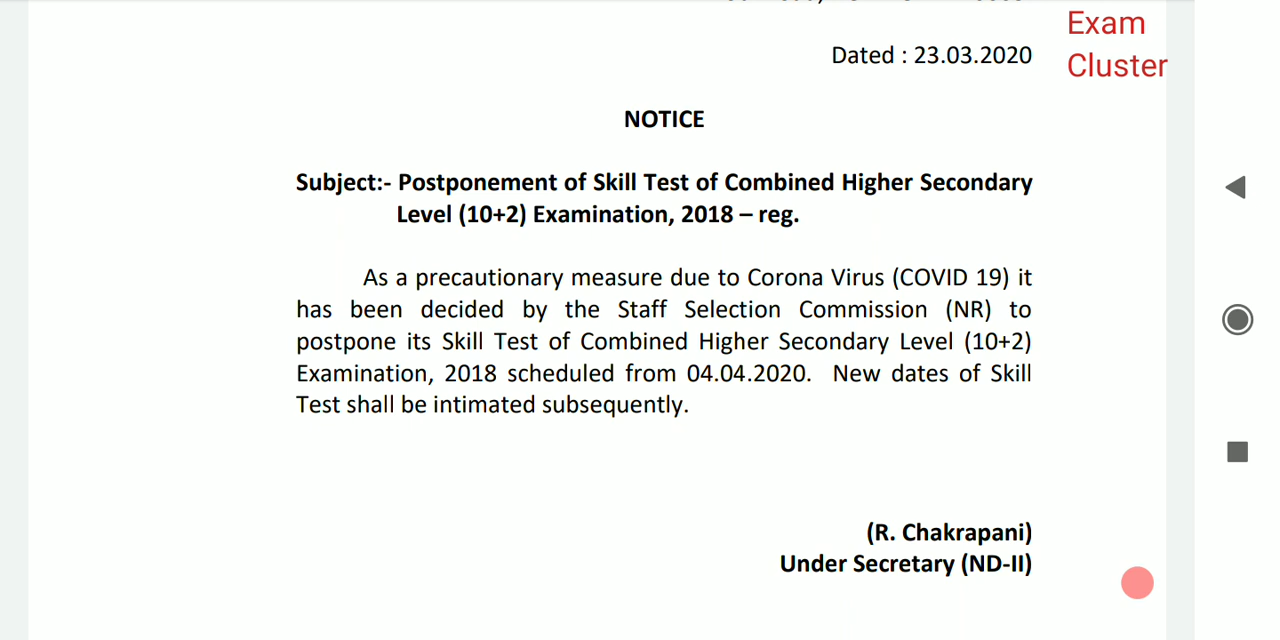 Exam
Cluster
Dated : 23.03.2020
NOTICE
Subject:- Postponement of Skill Test of Combined Higher Secondary
Level (10+2) Examination, 2018 – reg.
As a precautionary measure due to Corona Virus (COVID 19) it
has been decided by the Staff Selection Commission (NR) to
postpone its Skill Test of Combined Higher Secondary Level (10+2)
Examination, 2018 scheduled from 04.04.2020. New dates of Skill
Test shall be intimated subsequently.
(R. Chakrapani)
Under Secretary (ND-II)